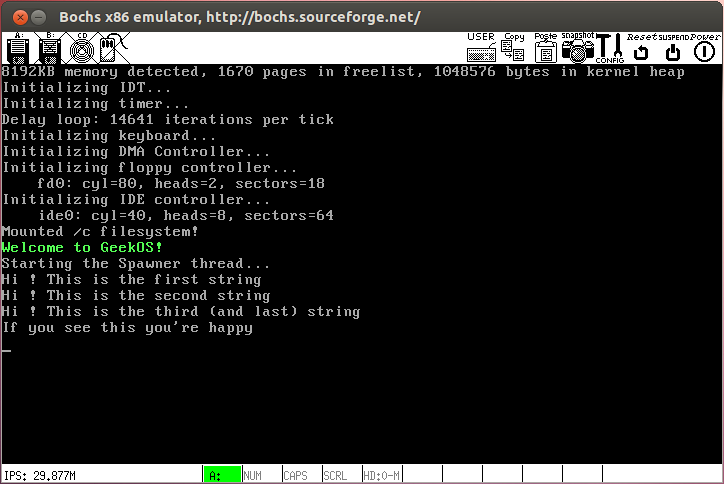 Bochs x86 emulator, http://bochs.sourceforge.net/
A: B: CD USER Copy Paste snapshot CONFIG Reset SUSPEND Power
8192KB memory detected, 1670 pages in freelist, 1048576 bytes in kernel heap
Initializing IDT...
Initializing timer...
Delay loop: 14641 iterations per tick
Initializing keyboard...
Initializing DMA Controller...
Initializing floppy controller...
fd0: cyl=80, heads=2, sectors=18
Initializing IDE controller...
ide0: cyl=40, heads=8, sectors=64
Mounted /c filesystem!
Welcome to GeekOS!
Starting the Spawner thread...
Hi ! This is the first string
Hi ! This is the second string
Hi ! This is the third (and last) string
If you see this you're happy
_
IPS: 29.877M A: NUM CAPS SCRL HD:0-M